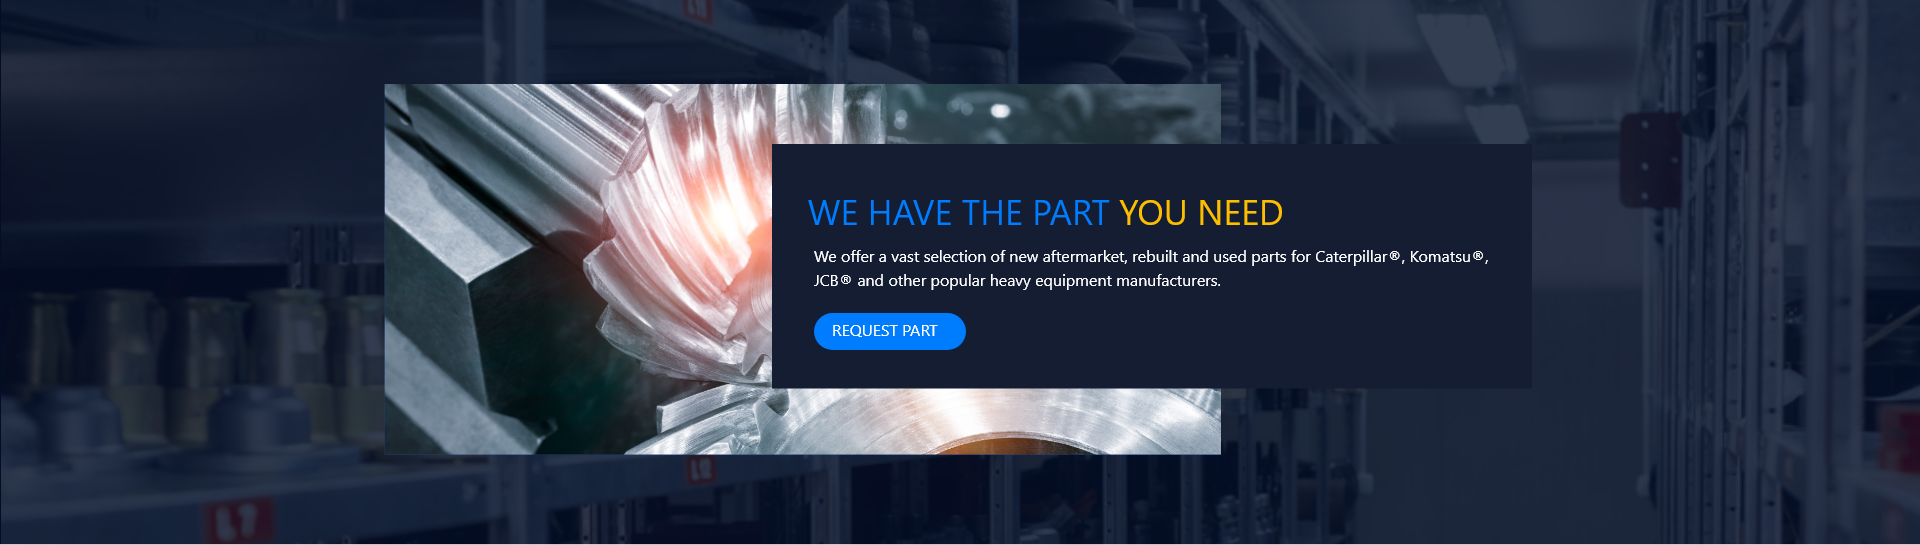 WE HAVE THE PART YOU NEED
We offer a vast selection of new aftermarket, rebuilt and used parts for Caterpillar®, Komatsu®,
JCB® and other popular heavy equipment manufacturers.
REQUEST PART